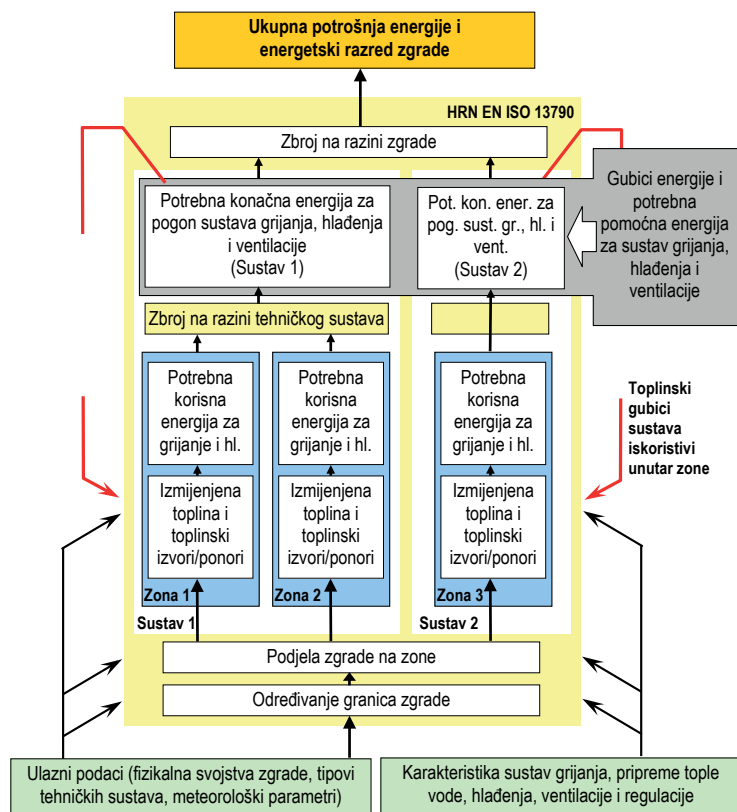 Ukupna potrošnja energije i
energetski razred zgrade
HRN EN ISO 13790
Zbroj na razini zgrade
Potrebna konačna energija za
pogon sustava grijanja, hlađenja
i ventilacije
(Sustav 1)
Pot. kon. ener. za
pog. sust. gr., hl. i
vent.
(Sustav 2)
Gubici energije i
potrebna
pomoćna energija
za sustav grijanja,
hlađenja i
ventilacije
Zbroj na razini tehničkog sustava
Potrebna
korisna
energija za
grijanje i hl.
Potrebna
korisna
energija za
grijanje i hl.
Potrebna
korisna
energija za
grijanje i hl.
Toplinski
gubici
sustava
iskoristivi
unutar zone
Izmijenjena
toplina i
toplinski
izvori/ponori
Izmijenjena
toplina i
toplinski
izvori/ponori
Izmijenjena
toplina i
toplinski
izvori/ponori
Zona 1
Zona 2
Zona 3
Sustav 1
Sustav 2
Podjela zgrade na zone
Određivanje granica zgrade
Ulazni podaci (fizikalna svojstva zgrade, tipovi
tehničkih sustava, meteorološki parametri)
Karakteristika sustav grijanja, pripreme tople
vode, hlađenja, ventilacije i regulacije